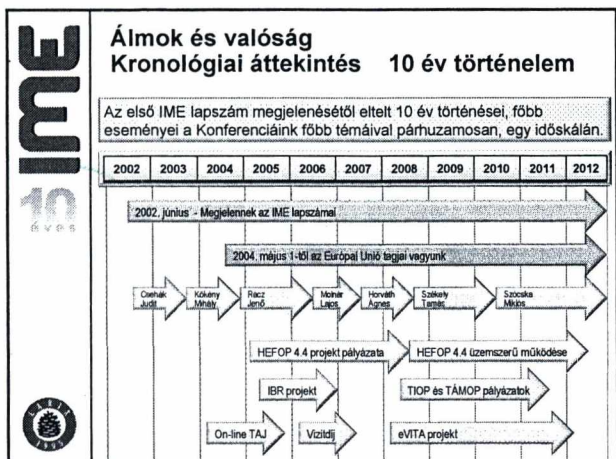 IME
10
éves
Álmok és valóság
Kronológiai áttekintés 10 év történelem
Az első IME lapszám megjelenésétől eltelt 10 év történései, főbb
eseményei a Konferenciáink főbb témáival párhuzamosan, egy időskálán.
2002 2003 2004 2005 2006 2007 2008 2009 2010 2011 2012
2002. június - Megjelennek az IME lapszámai
2004. május 1-től az Európai Unió tagjai vagyunk
Csehák Judit
Kökény Mihály
Rácz Jenő
Molnár Lajos
Horváth Ágnes
Székely Tamás
Szócska Miklós
HEFOP 4.4 projekt pályázata
HEFOP 4.4 üzemszerű működése
IBR projekt
TIOP és TÁMOP pályázatok
On-line TAJ
Vizitdíj
eVITA projekt
LARIX
1995